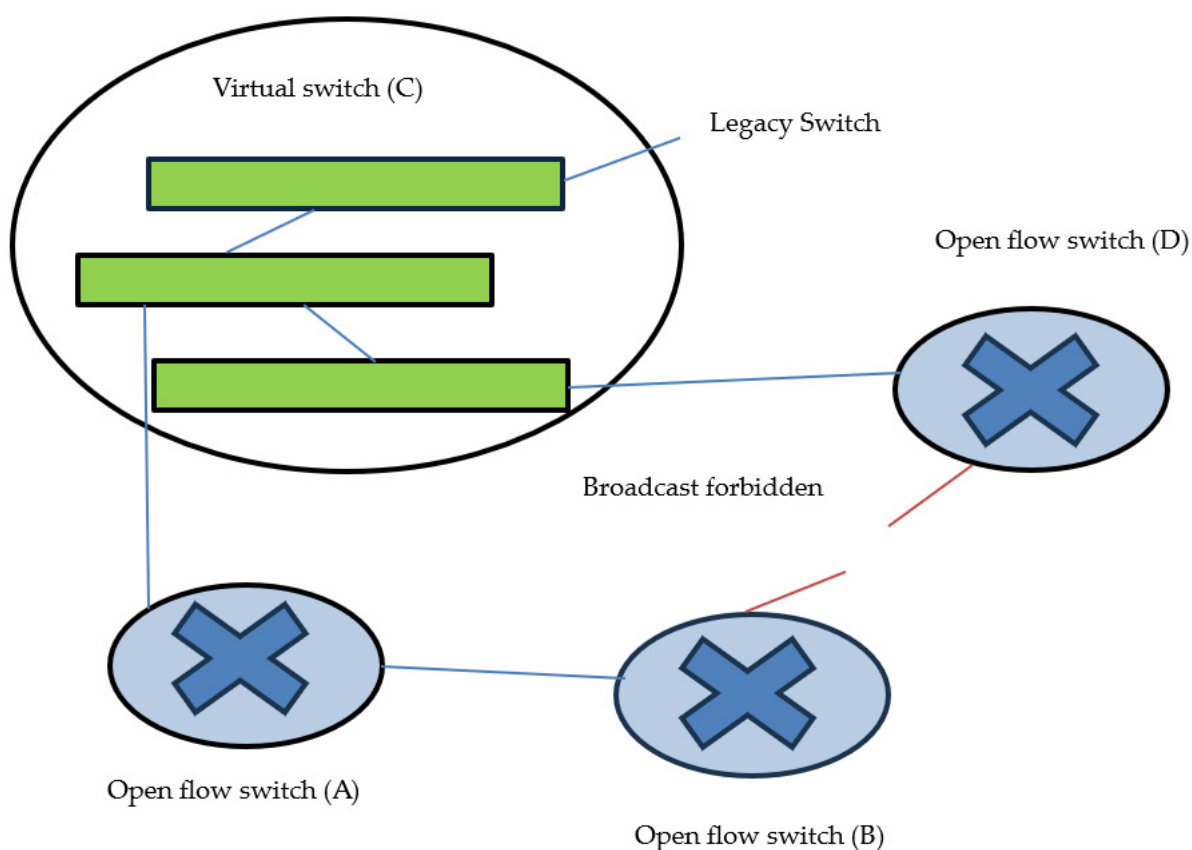 Virtual switch (C)
Legacy Switch
Open flow switch (D)
Broadcast forbidden
Open flow switch (A)
Open flow switch (B)